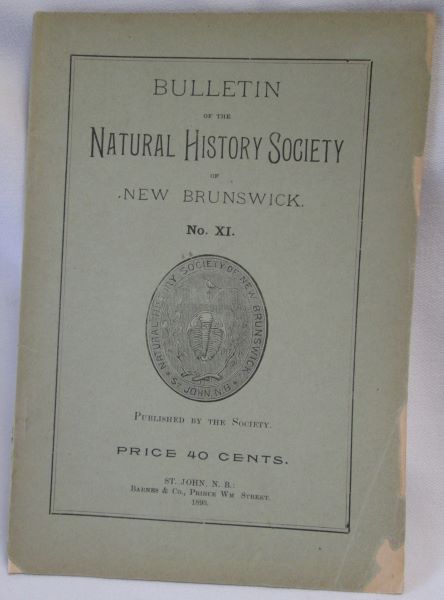 BULLETIN
OF THE
NATURAL HISTORY SOCIETY
OF
NEW BRUNSWICK.
No. XI.
NATURAL HISTORY SOCIETY OF NEW BRUNSWICK
ST JOHN, N.B.
PUBLISHED BY THE SOCIETY.
PRICE 40 CENTS.
ST. JOHN, N. B.:
BARNES & CO., PRINCE WM STREET.
1893.